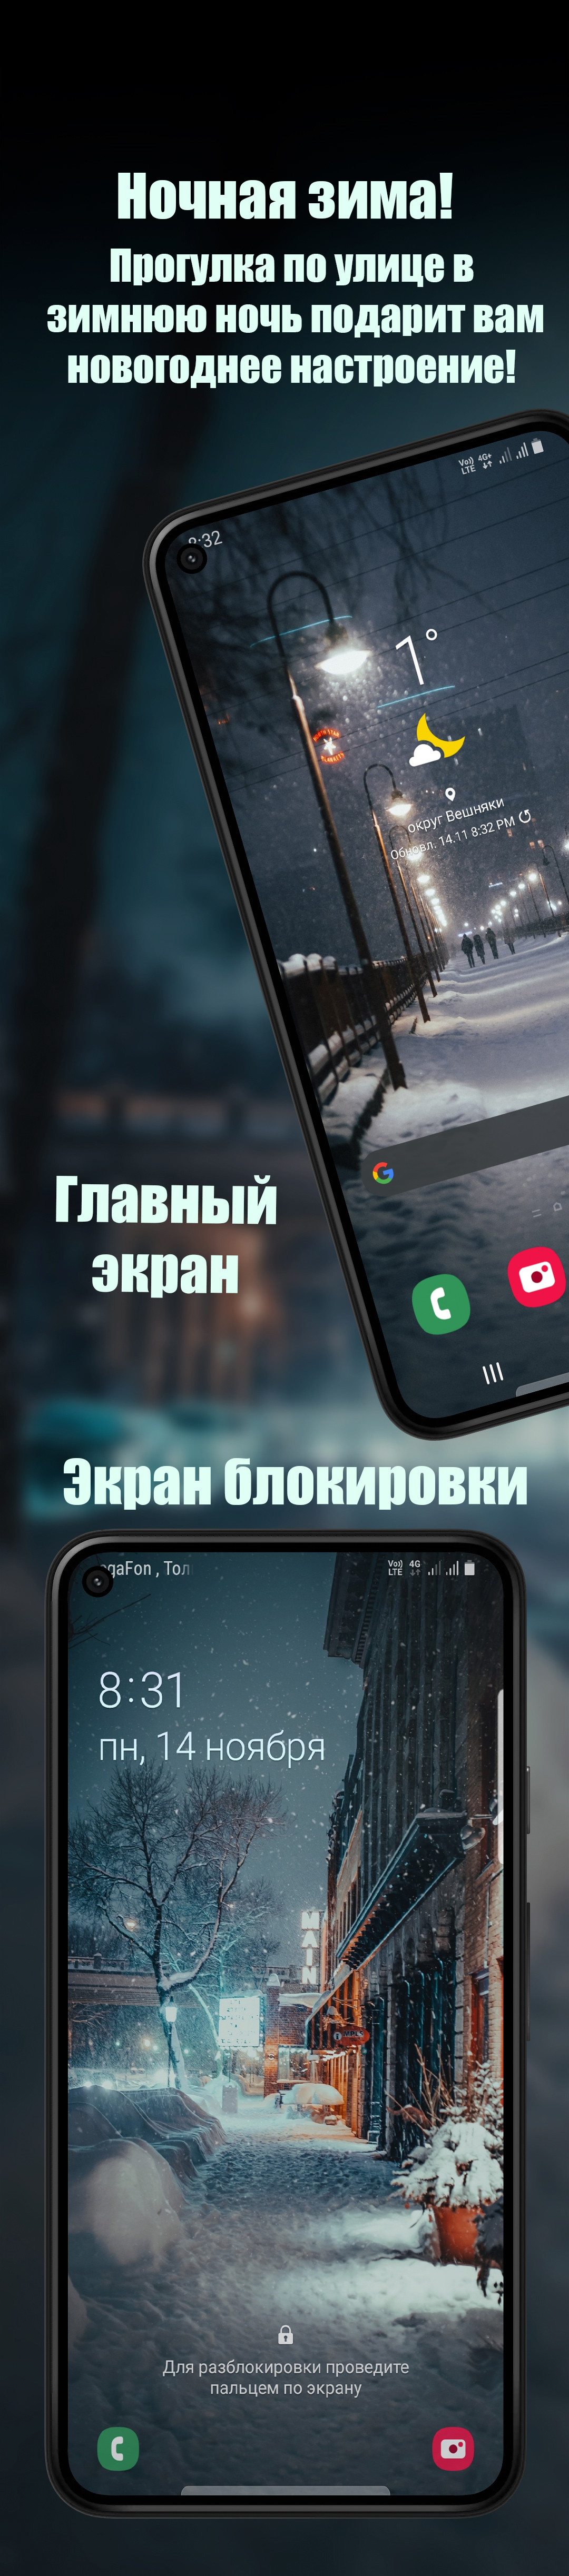 Ночная зима!
Прогулка по улице в
зимнюю ночь подарит вам
новогоднее настроение!
Vo)) 4G+
LTE
8:32
1°
округ Вешняки
Обновл. 14.11 8:32 PM
G
Главный
экран
Экран блокировки
gaFon , Тол
Vo)) 4G
LTE
8:31
пн, 14 ноября
MAIN
Для разблокировки проведите
пальцем по экрану